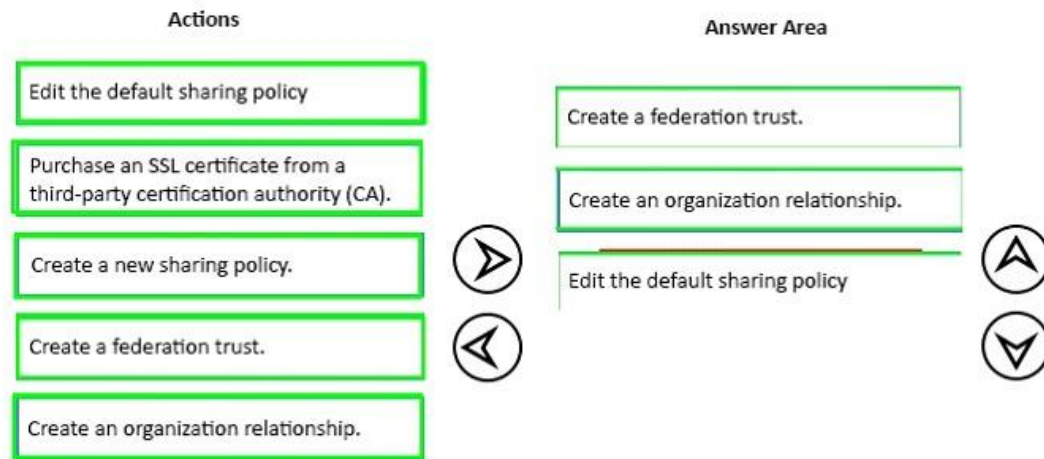 Actions
Edit the default sharing policy
Purchase an SSL certificate from a
third-party certification authority (CA).
Create a new sharing policy.
Create a federation trust.
Create an organization relationship.
Answer Area
Create a federation trust.
Create an organization relationship.
Edit the default sharing policy